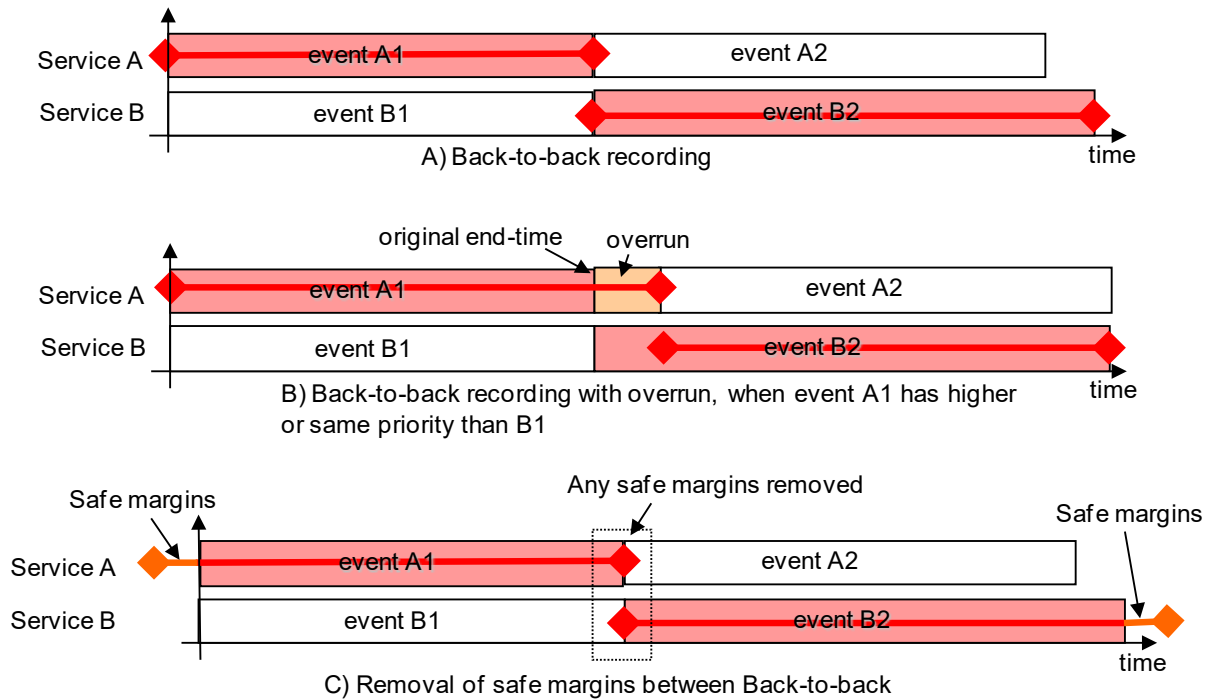 Service A
event A1
event A2
Service B
event B1
event B2
time
A) Back-to-back recording
original end-time
overrun
Service A
event A1
event A2
Service B
event B1
event B2
time
B) Back-to-back recording with overrun, when event A1 has higher
or same priority than B1
Safe margins
Any safe margins removed
Safe margins
Service A
event A1
event A2
Service B
event B1
event B2
time
C) Removal of safe margins between Back-to-back